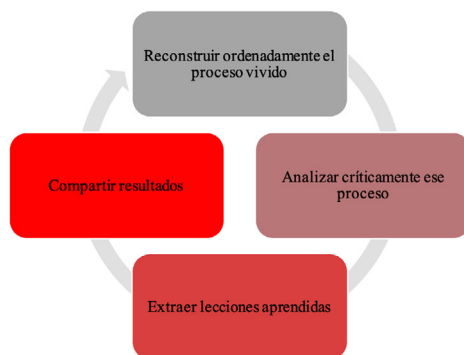 Reconstruir ordenadamente el
proceso vivido
Analizar críticamente ese
proceso
Extraer lecciones aprendidas
Compartir resultados